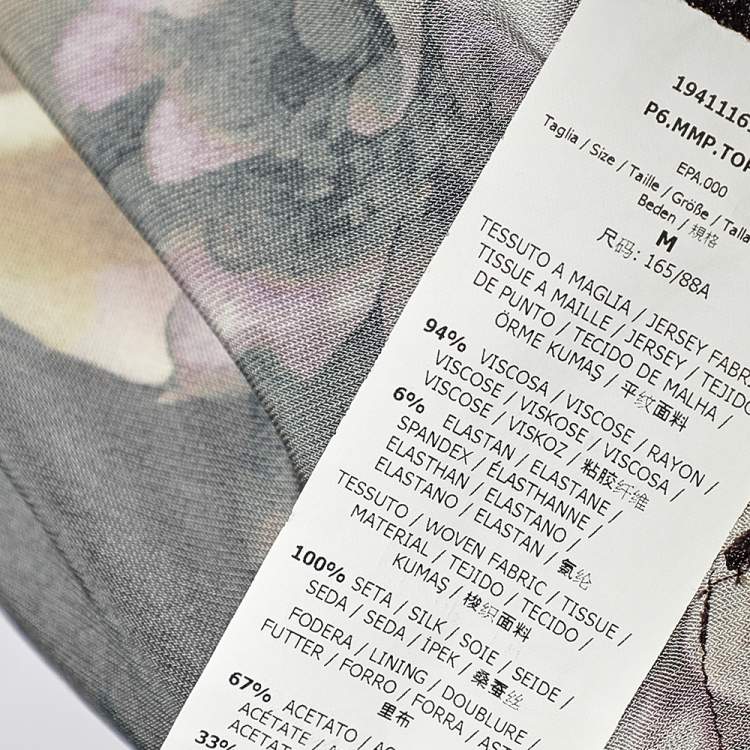 1941116
P6.MMP.TOP
EPA.000
Taglia / Size / Taille / Größe / Talla
Beden / 規格
M
尺码: 165/88A
TESSUTO A MAGLIA / JERSEY FABR
TISSUE A MAILLE / JERSEY / TEJIDO
DE PUNTO / TECIDO DE MALHA /
ÖRME KUMAŞ / 平纹面料
94% VISCOSA / VISCOSE / RAYON /
VISCOSE / VISKOSE / VISCOSA /
VISCOSE / VISKOZ / 粘胶纤维
6% ELASTAN / ELASTANE /
SPANDEX / ÉLASTHANNE /
ELASTHAN / ELASTANO /
ELASTANO / ELASTAN / 氨纶
TESSUTO / WOVEN FABRIC / TISSUE /
MATERIAL / TEJIDO / TECIDO /
KUMAŞ / 梭织面料
100% SETA / SILK / SOIE / SEIDE /
SEDA / SEDA / İPEK / 桑蚕丝
FODERA / LINING / DOUBLURE /
FUTTER / FORRO / FORRA / AST
里布
67% ACETATO / AC
ACÉTATE / A
33% ACETAT